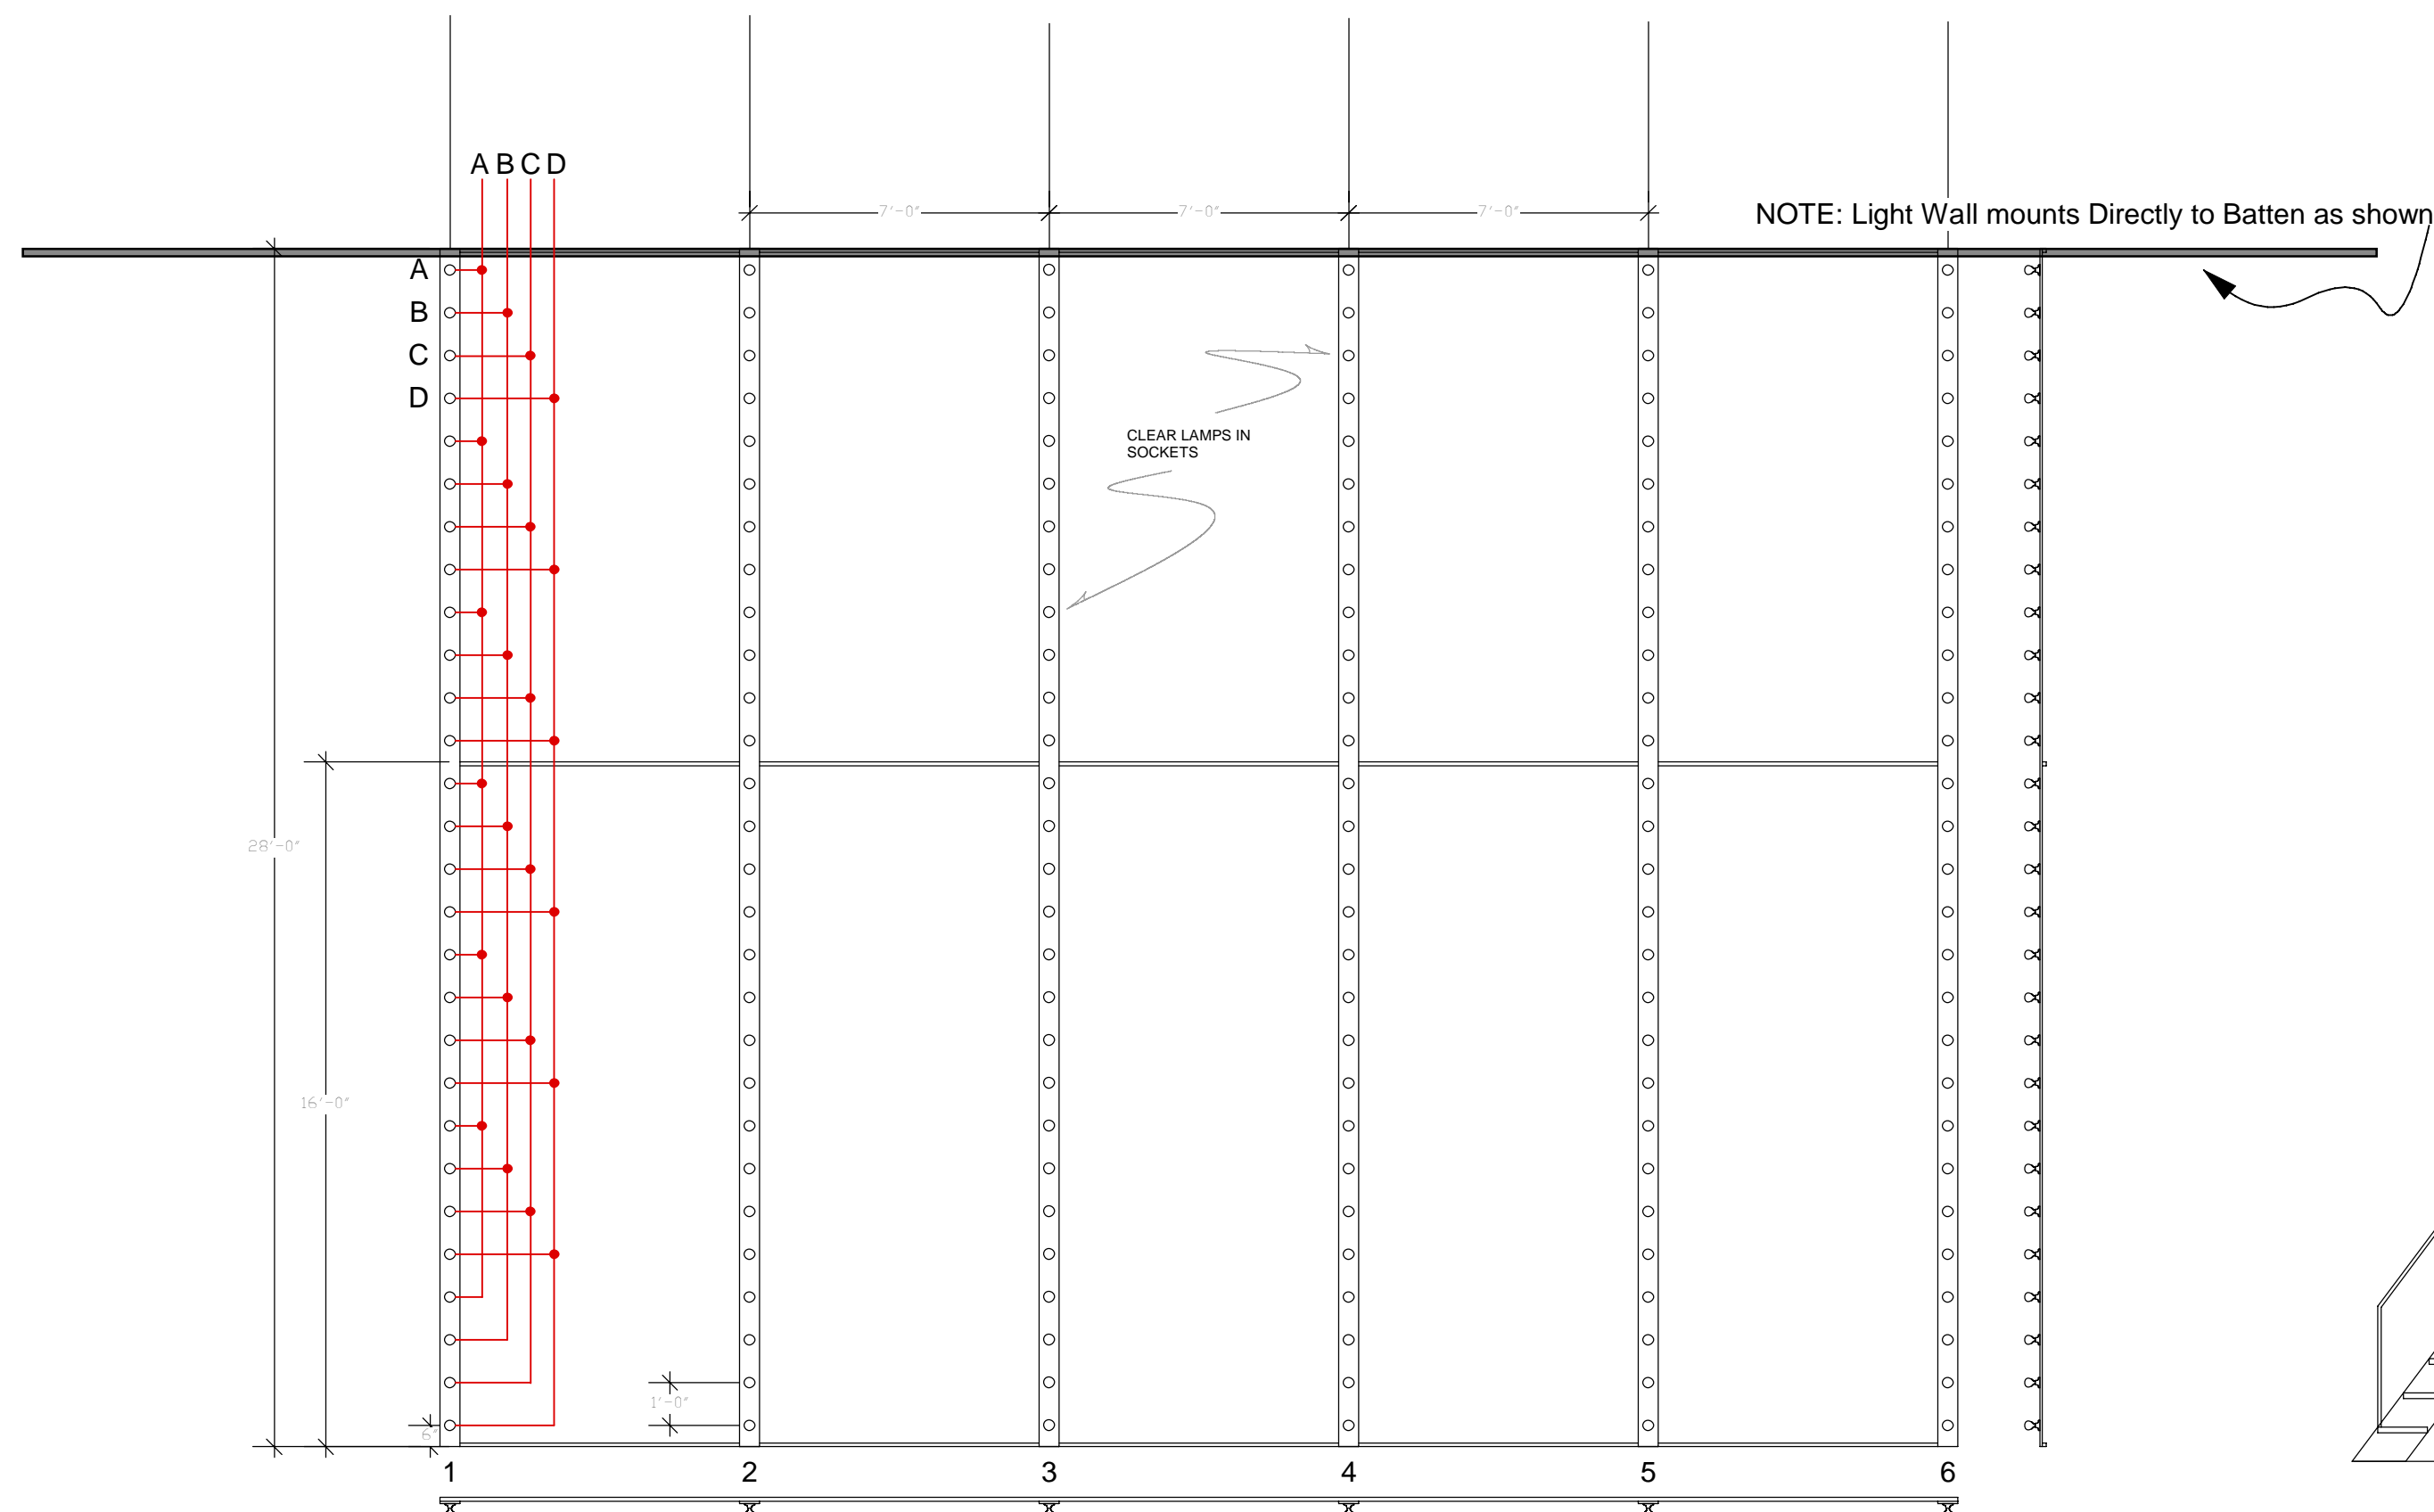 A B C D
7'-0" 7'-0" 7'-0"
NOTE: Light Wall mounts Directly to Batten as shown
A
B
C
D
CLEAR LAMPS IN
SOCKETS
28'-0"
16'-0"
1'-0"
6"
1 2 3 4 5 6